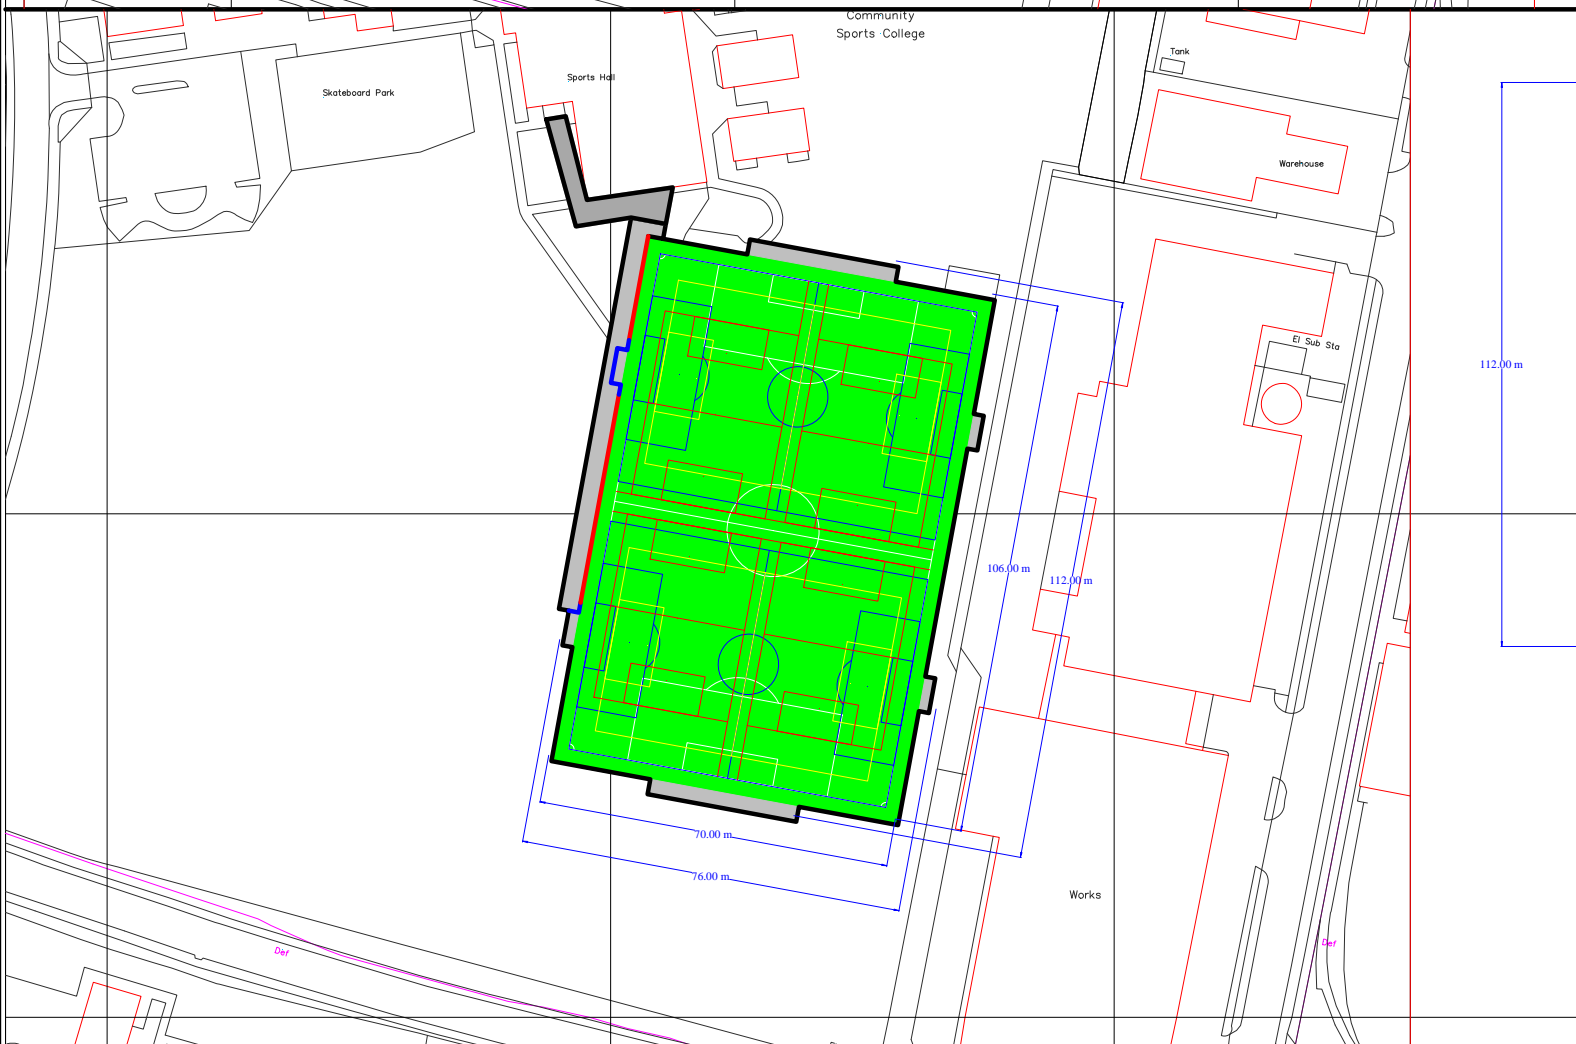 Community
Sports College
Tank
Sports Hall
Skateboard Park
Warehouse
El Sub Sta
112.00 m
106.00 m
112.00 m
70.00 m
76.00 m
Works
Def
Def